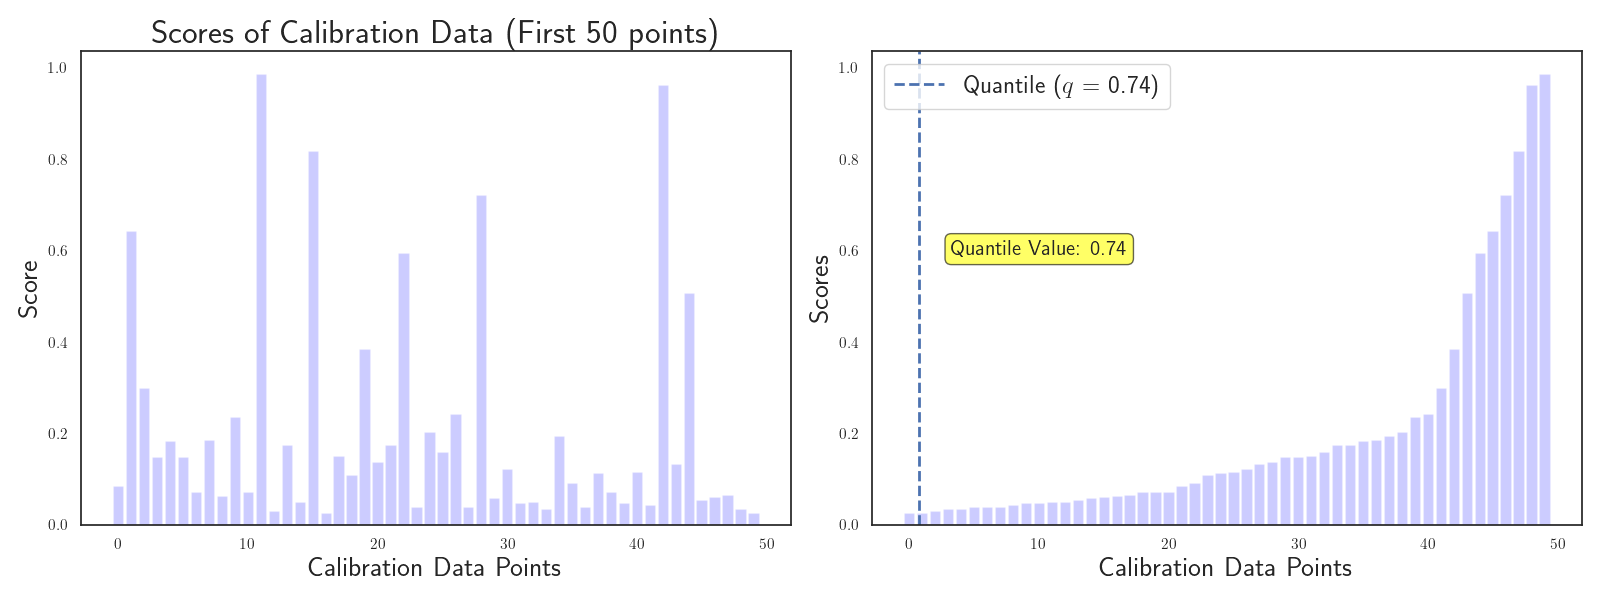 Scores of Calibration Data (First 50 points)
1.0
0.8
0.6
0.4
0.2
0.0
Score
0 10 20 30 40 50
Calibration Data Points
Quantile (q = 0.74)
Quantile Value: 0.74
1.0
0.8
0.6
0.4
0.2
0.0
Scores
0 10 20 30 40 50
Calibration Data Points